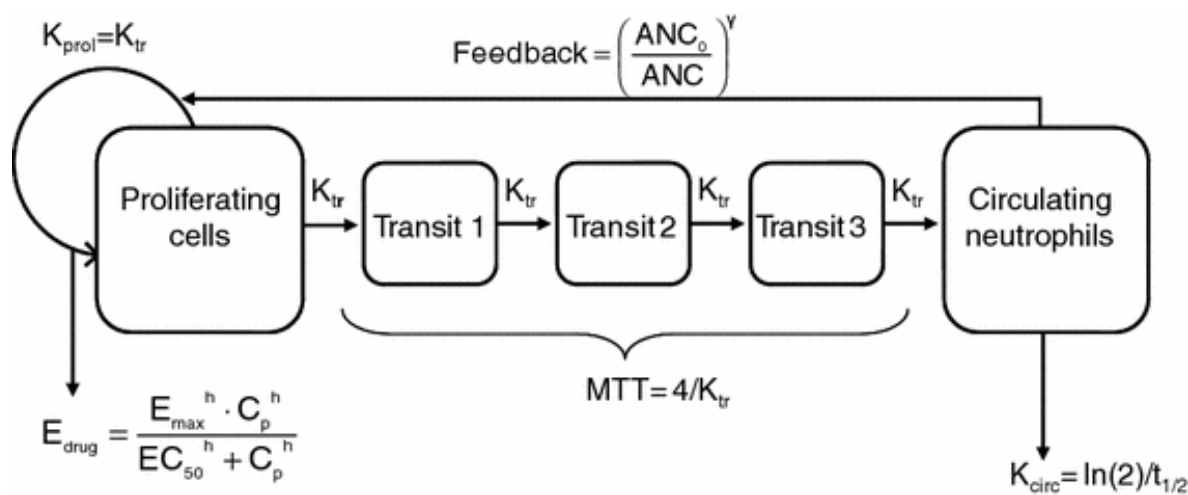 K_prol=K_tr
Feedback = (ANC_o / ANC)^γ
Proliferating
cells
K_tr
Transit 1
K_tr
Transit 2
K_tr
Transit 3
K_tr
Circulating
neutrophils
MTT= 4/K_tr
E_drug = E_max^h · C_p^h / EC_50^h + C_p^h
K_circ= ln(2)/t_1/2